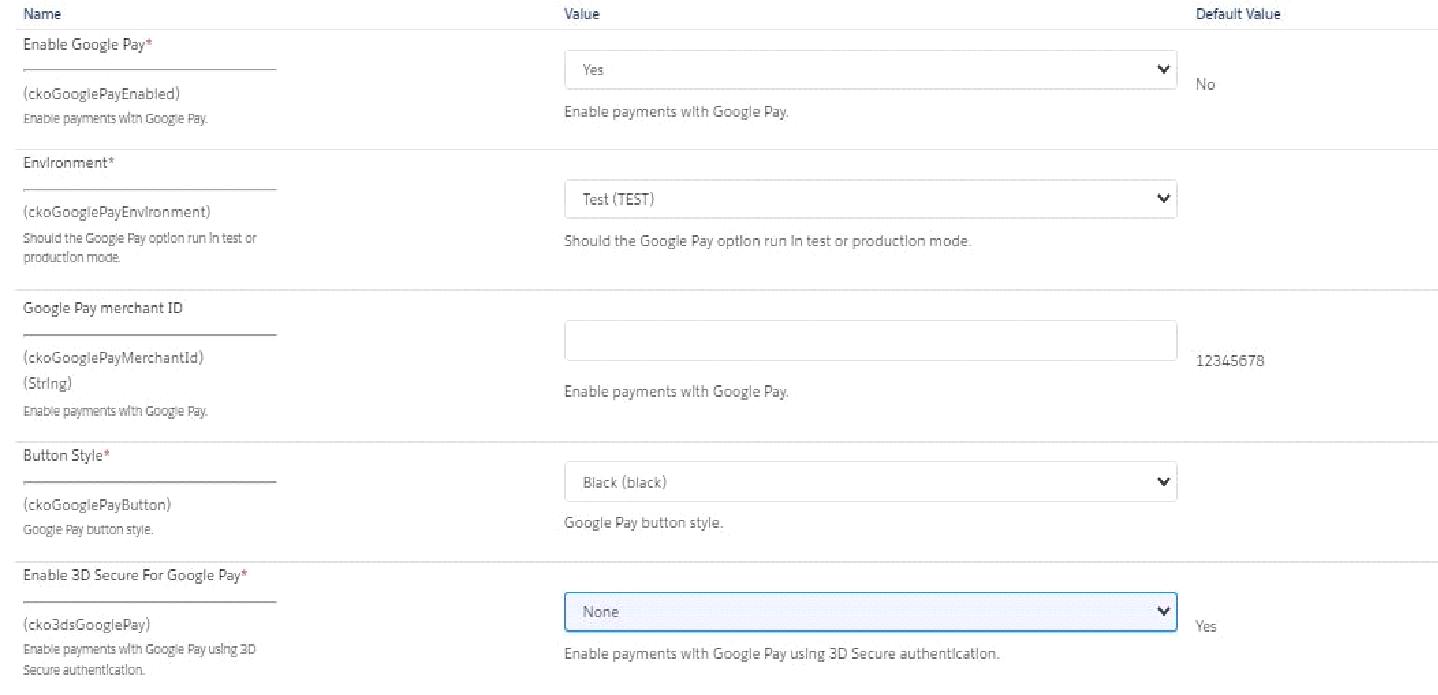 Name Value Default Value
Enable Google Pay*
Yes
No
(ckoGooglePayEnabled)
Enable payments with Google Pay.
Enable payments with Google Pay.
Environment*
Test (TEST)
(ckoGooglePayEnvironment)
Should the Google Pay option run in test or
production mode.
Should the Google Pay option run in test or production mode.
Google Pay merchant ID
12345678
(ckoGooglePayMerchantId)
(String)
Enable payments with Google Pay.
Enable payments with Google Pay.
Button Style*
Black (black)
(ckoGooglePayButton)
Google Pay button style.
Google Pay button style.
Enable 3D Secure For Google Pay*
None
Yes
(cko3dsGooglePay)
Enable payments with Google Pay using 3D
Secure authentication.
Enable payments with Google Pay using 3D Secure authentication.